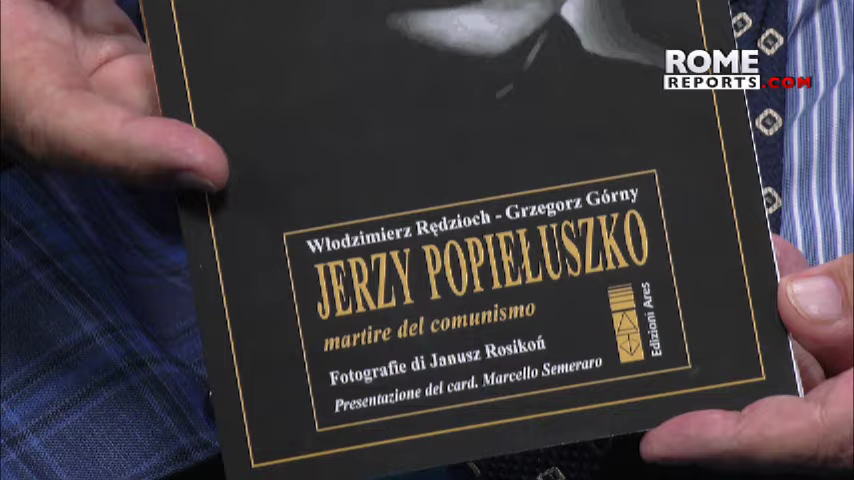 ROME
REPORTS.COM
Włodzimierz Rędzioch - Grzegorz Górny
JERZY POPIEŁUSZKO
martire del comunismo
Fotografie di Janusz Rosikoń
Presentazione del card. Marcello Semeraro
Edizioni Ares